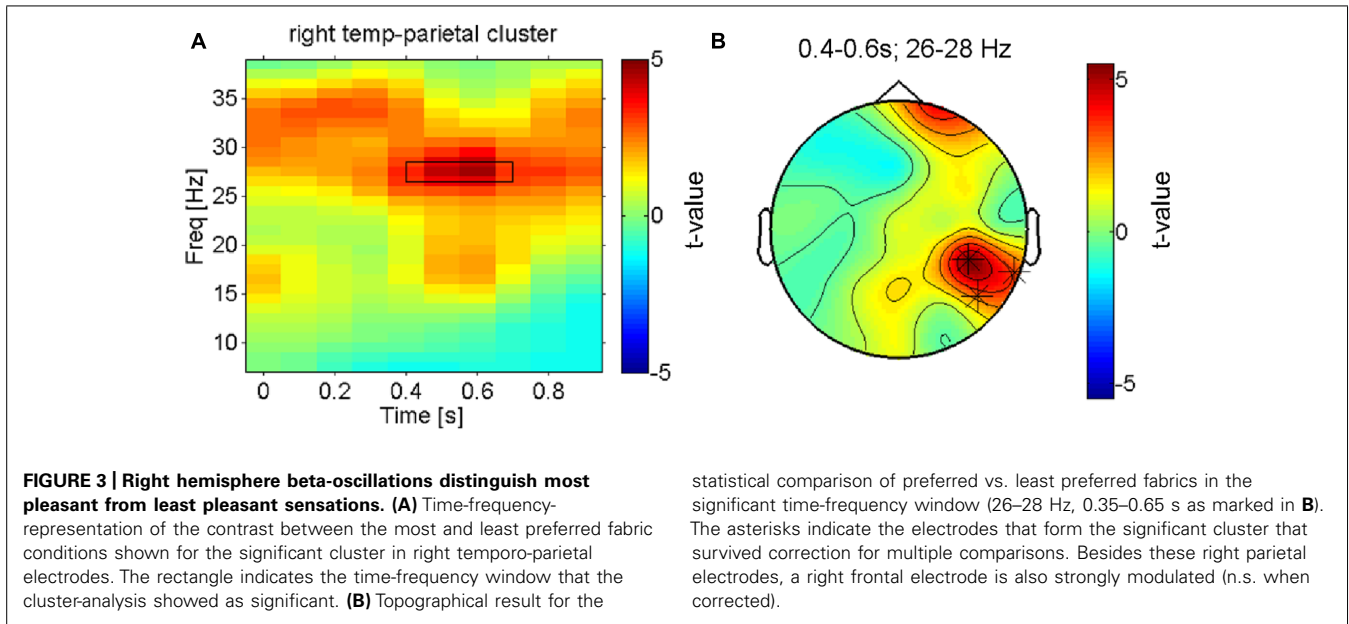 A
right temp-parietal cluster
Freq [Hz]
35
30
25
20
15
10
0
0.2
0.4
0.6
0.8
Time [s]
5
0
-5
t-value
B
0.4-0.6s; 26-28 Hz
5
0
-5
t-value
FIGURE 3 | Right hemisphere beta-oscillations distinguish most
pleasant from least pleasant sensations. (A) Time-frequency-
representation of the contrast between the most and least preferred fabric
conditions shown for the significant cluster in right temporo-parietal
electrodes. The rectangle indicates the time-frequency window that the
cluster-analysis showed as significant. (B) Topographical result for the
statistical comparison of preferred vs. least preferred fabrics in the
significant time-frequency window (26–28 Hz, 0.35–0.65 s as marked in B).
The asterisks indicate the electrodes that form the significant cluster that
survived correction for multiple comparisons. Besides these right parietal
electrodes, a right frontal electrode is also strongly modulated (n.s. when
corrected).